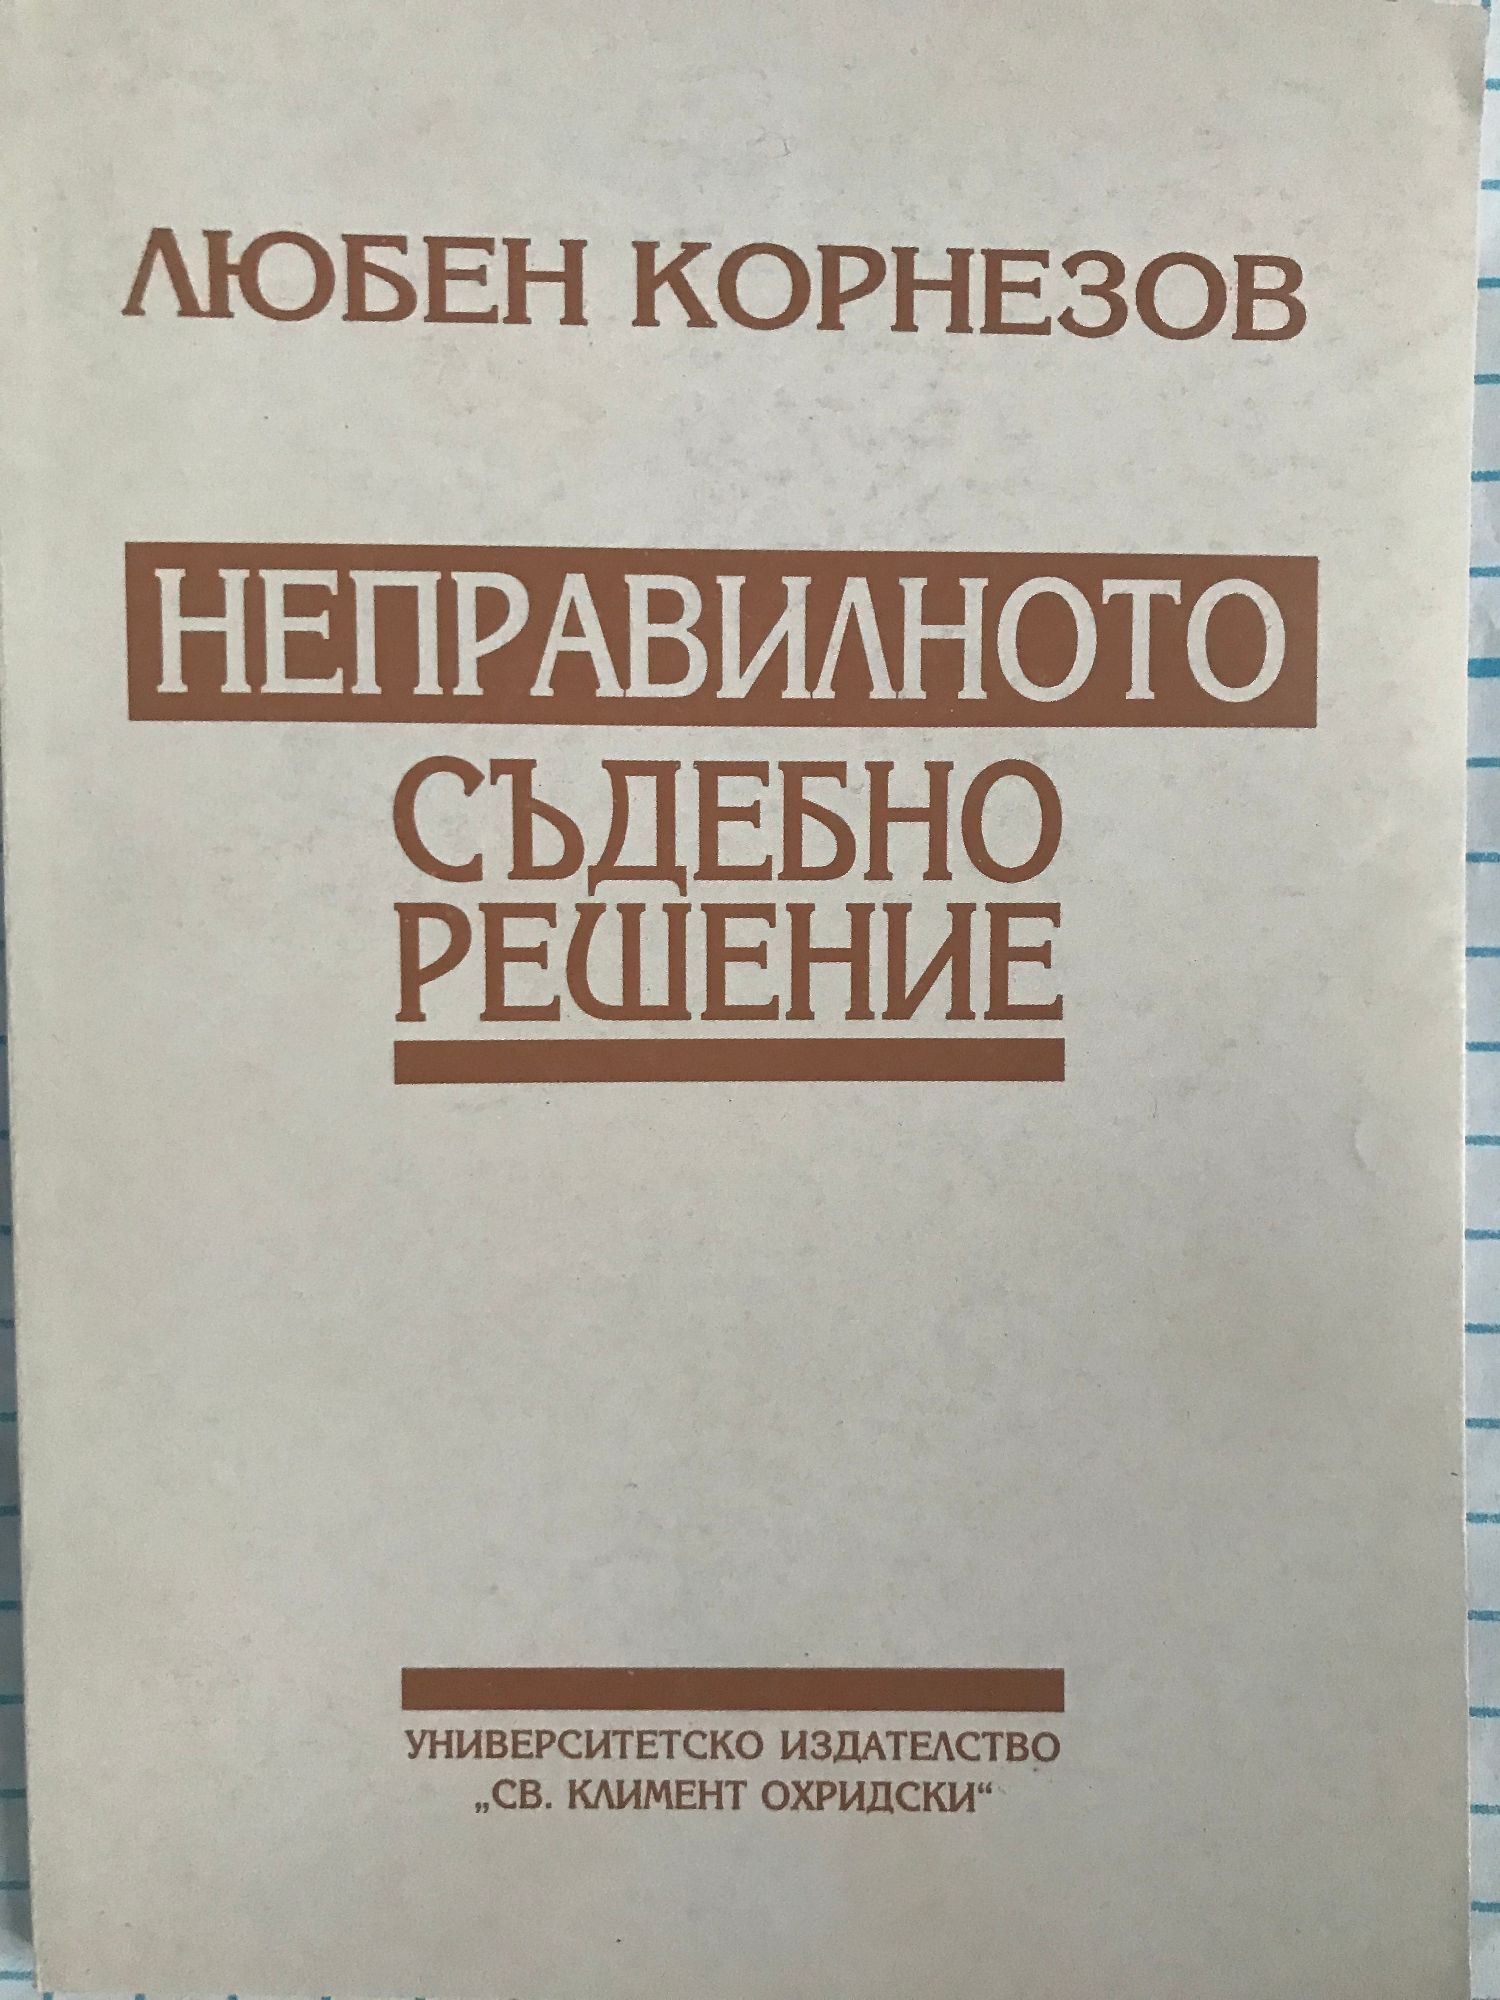 ЛЮБЕН КОРНЕЗОВ
НЕПРАВИЛНОТО
СЪДЕБНО
РЕШЕНИЕ
УНИВЕРСИТЕТСКО ИЗДАТЕЛСТВО
„СВ. КЛИМЕНТ ОХРИДСКИ“